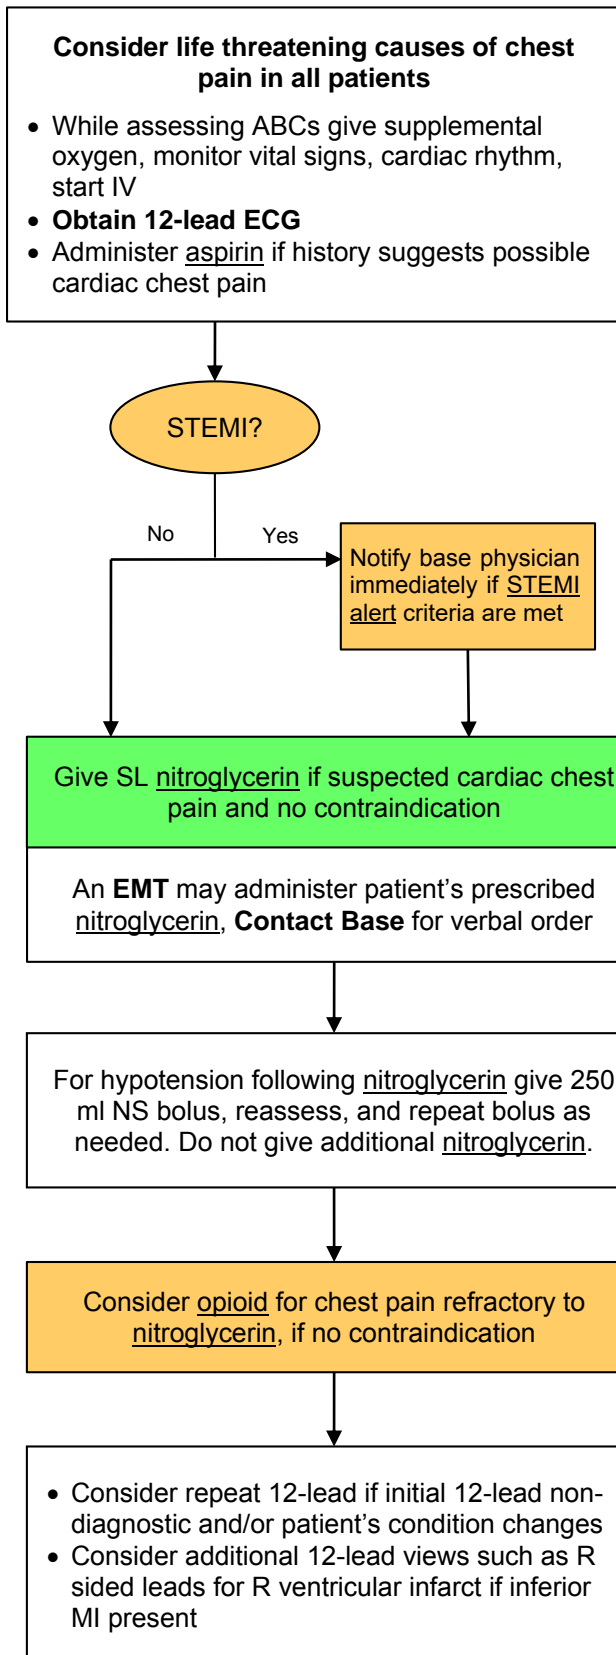 Consider life threatening causes of chest
pain in all patients
• While assessing ABCs give supplemental
oxygen, monitor vital signs, cardiac rhythm,
start IV
• Obtain 12-lead ECG
• Administer aspirin if history suggests possible
cardiac chest pain
STEMI?
No
Yes
Notify base physician
immediately if STEMI
alert criteria are met
Give SL nitroglycerin if suspected cardiac chest
pain and no contraindication
An EMT may administer patient’s prescribed
nitroglycerin, Contact Base for verbal order
For hypotension following nitroglycerin give 250
ml NS bolus, reassess, and repeat bolus as
needed. Do not give additional nitroglycerin.
Consider opioid for chest pain refractory to
nitroglycerin, if no contraindication
• Consider repeat 12-lead if initial 12-lead non-
diagnostic and/or patient’s condition changes
• Consider additional 12-lead views such as R
sided leads for R ventricular infarct if inferior
MI present